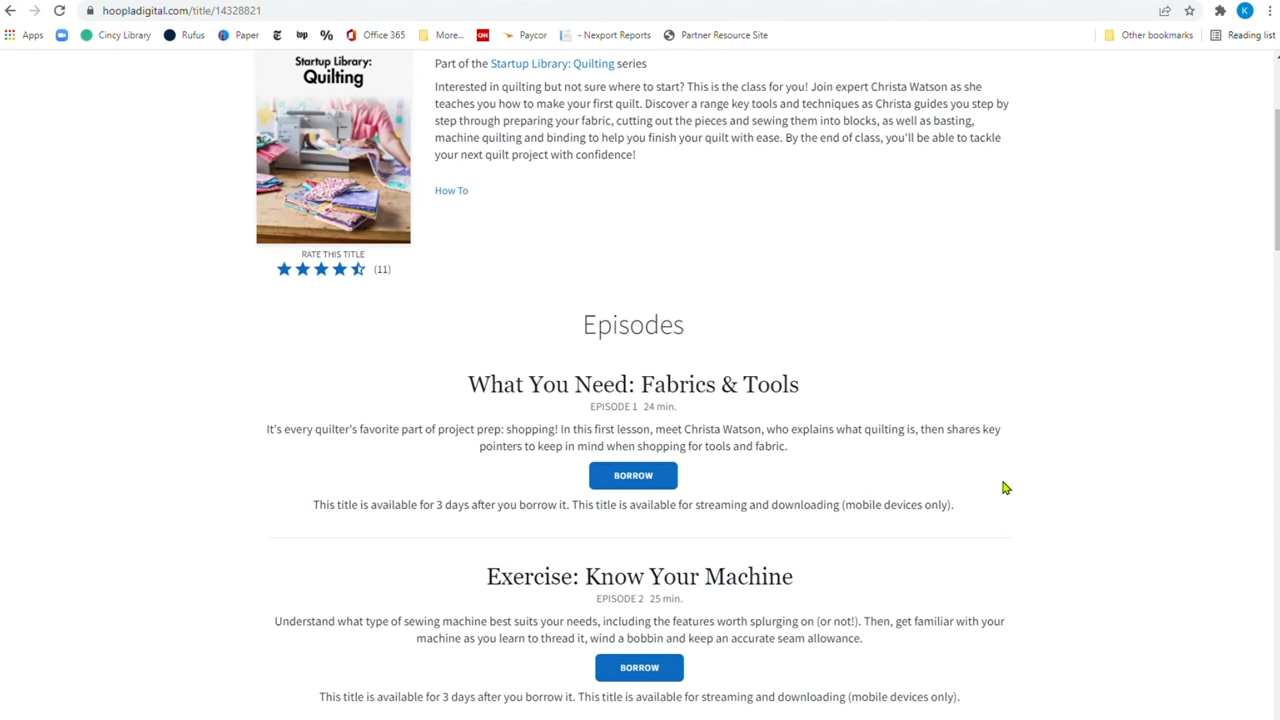 hoopladigital.com/title/14328821
K
Apps Cincy Library Rufus Paper Office 365 More... CNN Paycor - Nexport Reports Partner Resource Site Other bookmarks Reading list
Startup Library:
Quilting
Part of the Startup Library: Quilting series
Interested in quilting but not sure where to start? This is the class for you! Join expert Christa Watson as she
teaches you how to make your first quilt. Discover a range key tools and techniques as Christa guides you step by
step through preparing your fabric, cutting out the pieces and sewing them into blocks, as well as basting,
machine quilting and binding to help you finish your quilt with ease. By the end of class, you'll be able to tackle
your next quilt project with confidence!
How To
RATE THIS TITLE
(11)
Episodes
What You Need: Fabrics & Tools
EPISODE 1 24 min.
It's every quilter's favorite part of project prep: shopping! In this first lesson, meet Christa Watson, who explains what quilting is, then shares key
pointers to keep in mind when shopping for tools and fabric.
BORROW
This title is available for 3 days after you borrow it. This title is available for streaming and downloading (mobile devices only).
Exercise: Know Your Machine
EPISODE 2 25 min.
Understand what type of sewing machine best suits your needs, including the features worth splurging on (or not!). Then, get familiar with your
machine as you learn to thread it, wind a bobbin and keep an accurate seam allowance.
BORROW
This title is available for 3 days after you borrow it. This title is available for streaming and downloading (mobile devices only).